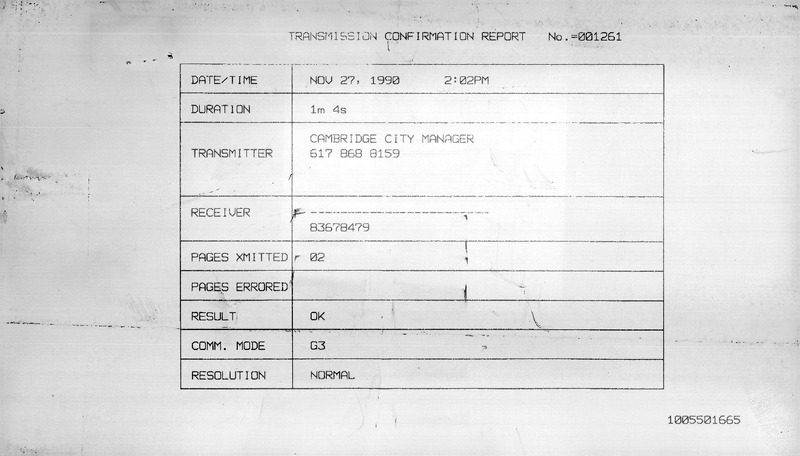 TRANSMISSION CONFIRMATION REPORT No.=001261
DATE/TIME NOV 27, 1990 2:02PM
DURATION 1m 4s
TRANSMITTER CAMBRIDGE CITY MANAGER
617 868 8159
RECEIVER ------------------------------
83678479
PAGES XMITTED 02
PAGES ERRORED
RESULT OK
COMM. MODE G3
RESOLUTION NORMAL
1005501665